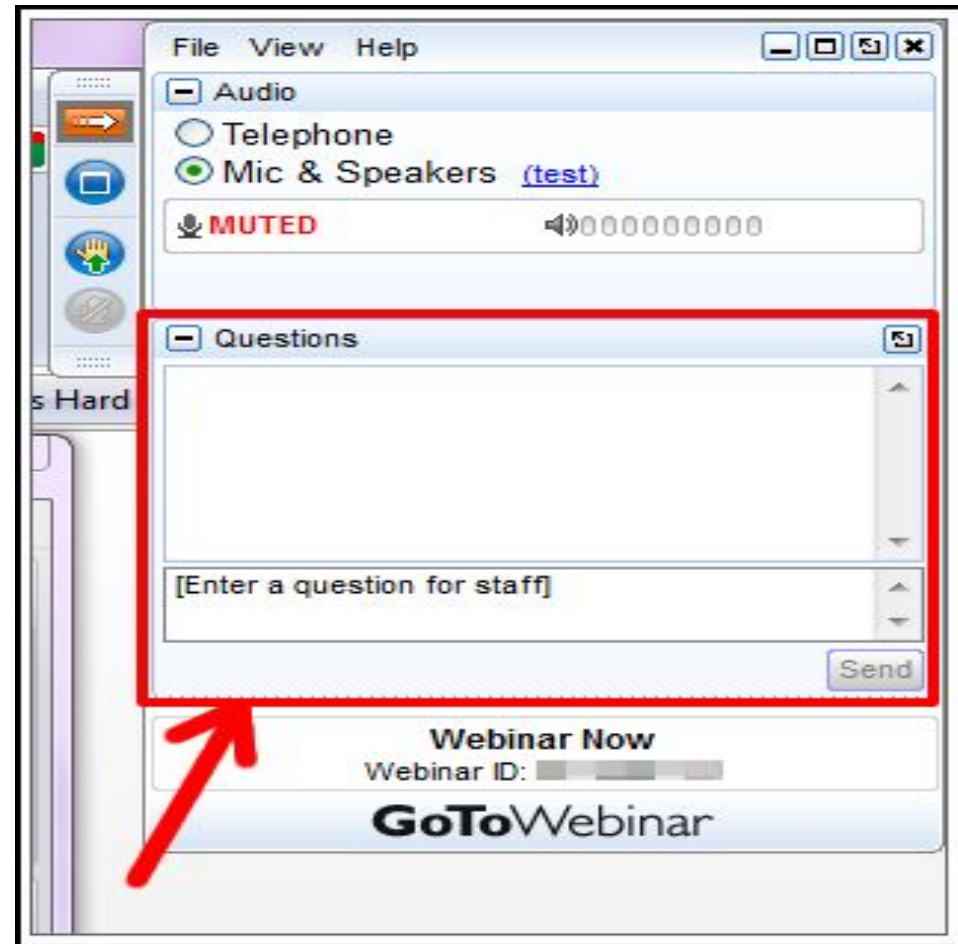 File View Help
Audio
Telephone
Mic & Speakers (test)
MUTED
Questions
s Hard
[Enter a question for staff]
Send
Webinar Now
Webinar ID:
GoToWebinar